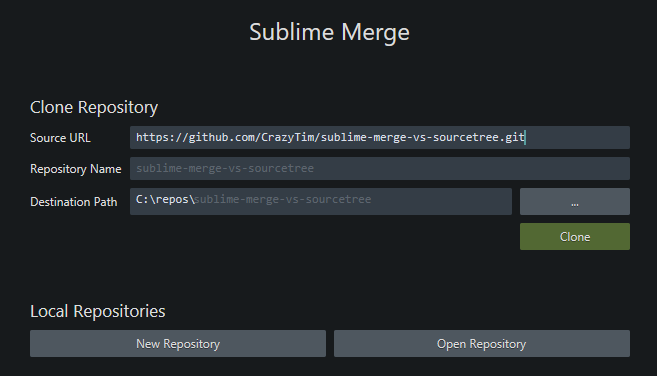 Sublime Merge
Clone Repository
Source URL https://github.com/CrazyTim/sublime-merge-vs-sourcetree.git
Repository Name sublime-merge-vs-sourcetree
Destination Path C:\repos\sublime-merge-vs-sourcetree ...
Clone
Local Repositories
New Repository Open Repository